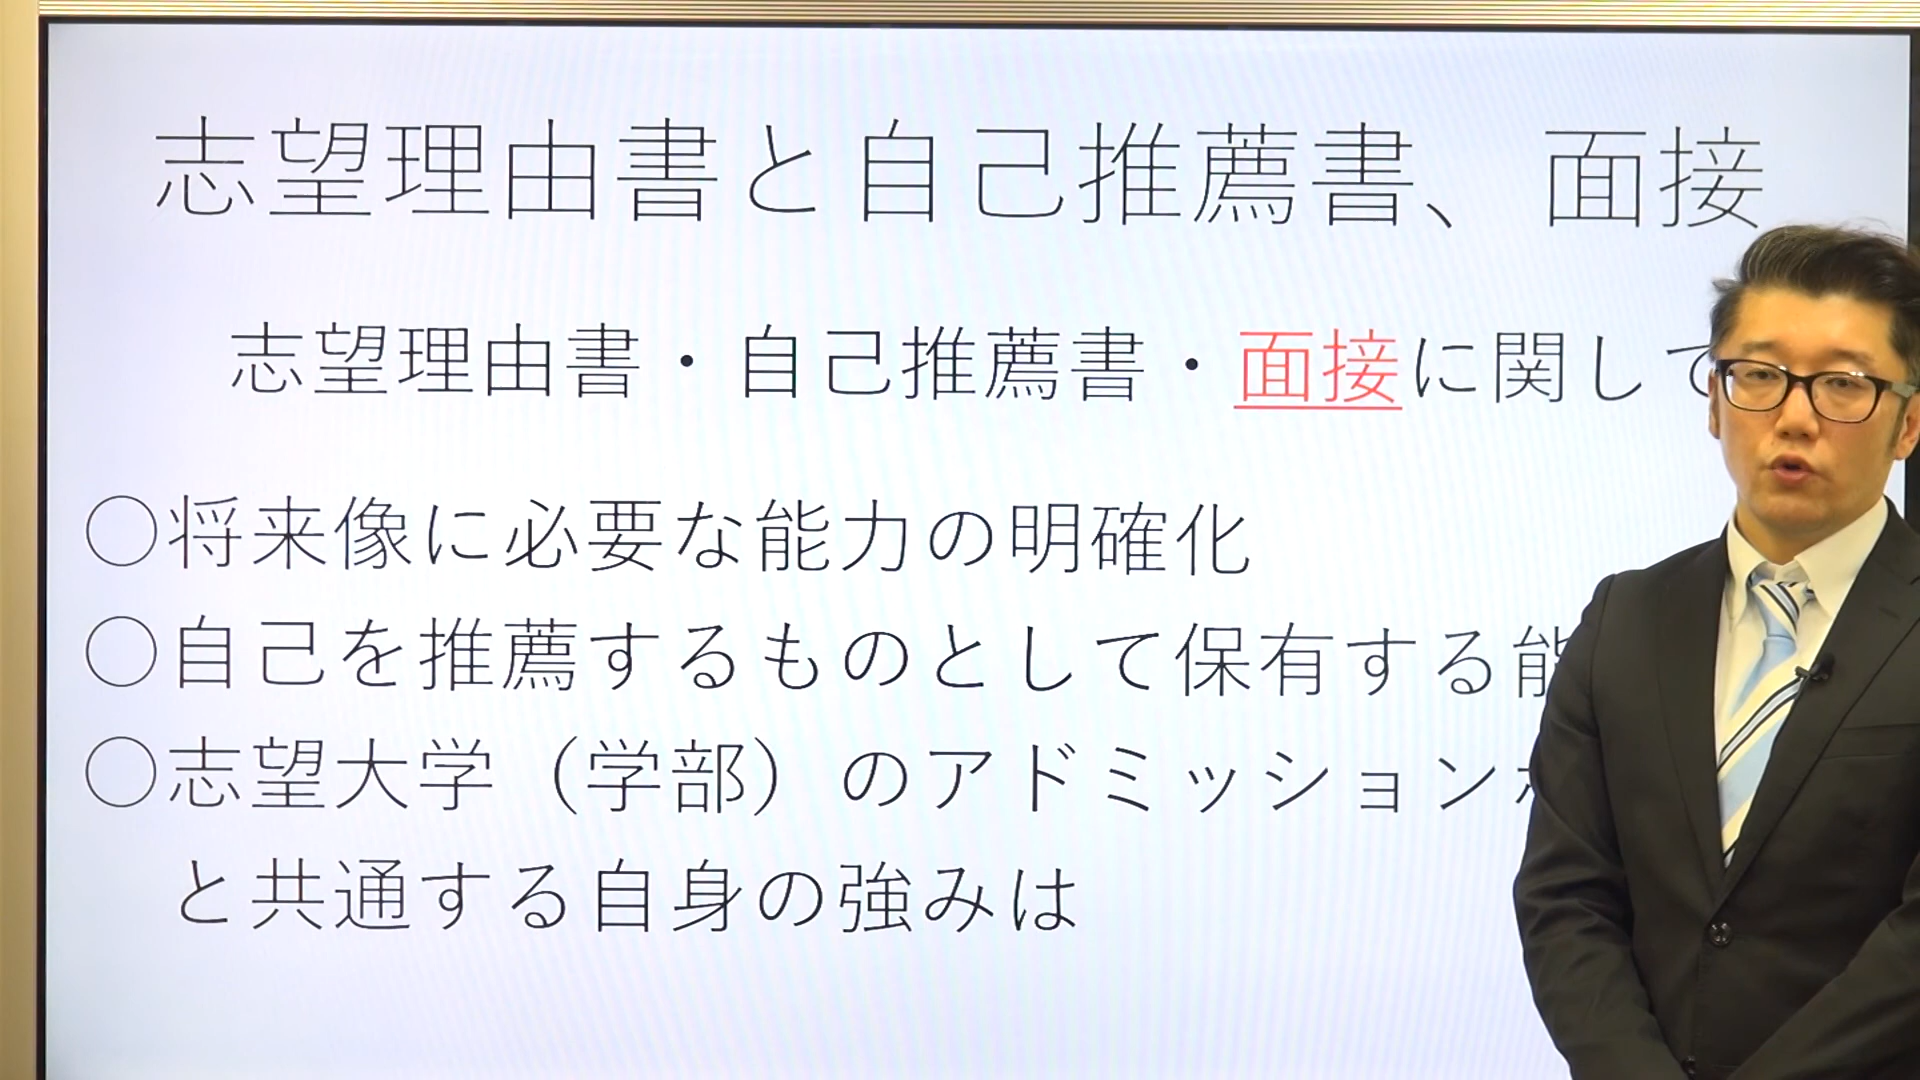 志望理由書と自己推薦書、面接
志望理由書・自己推薦書・面接に関して
○将来像に必要な能力の明確化
○自己を推薦するものとして保有する能
○志望大学（学部）のアドミッション
と共通する自身の強みは